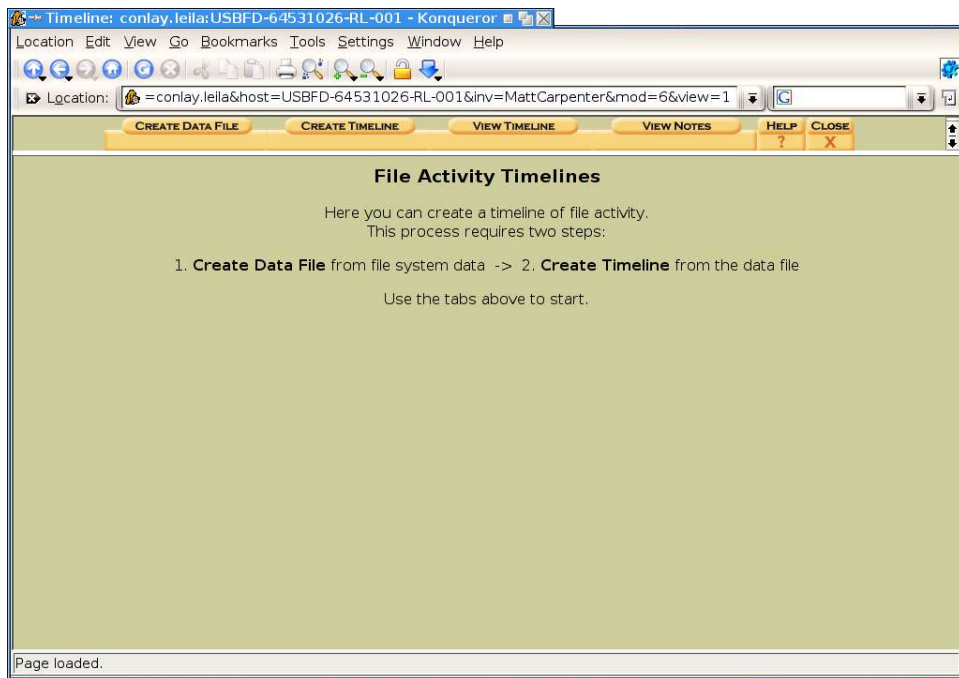 Timeline: conlay.leila:USBFD-64531026-RL-001 - Konqueror
Location Edit View Go Bookmarks Tools Settings Window Help
Location: =conlay.leila&host=USBFD-64531026-RL-001&inv=MattCarpenter&mod=6&view=1 G
CREATE DATA FILE CREATE TIMELINE VIEW TIMELINE VIEW NOTES HELP CLOSE
? X
File Activity Timelines
Here you can create a timeline of file activity.
This process requires two steps:
1. Create Data File from file system data -> 2. Create Timeline from the data file
Use the tabs above to start.
Page loaded.